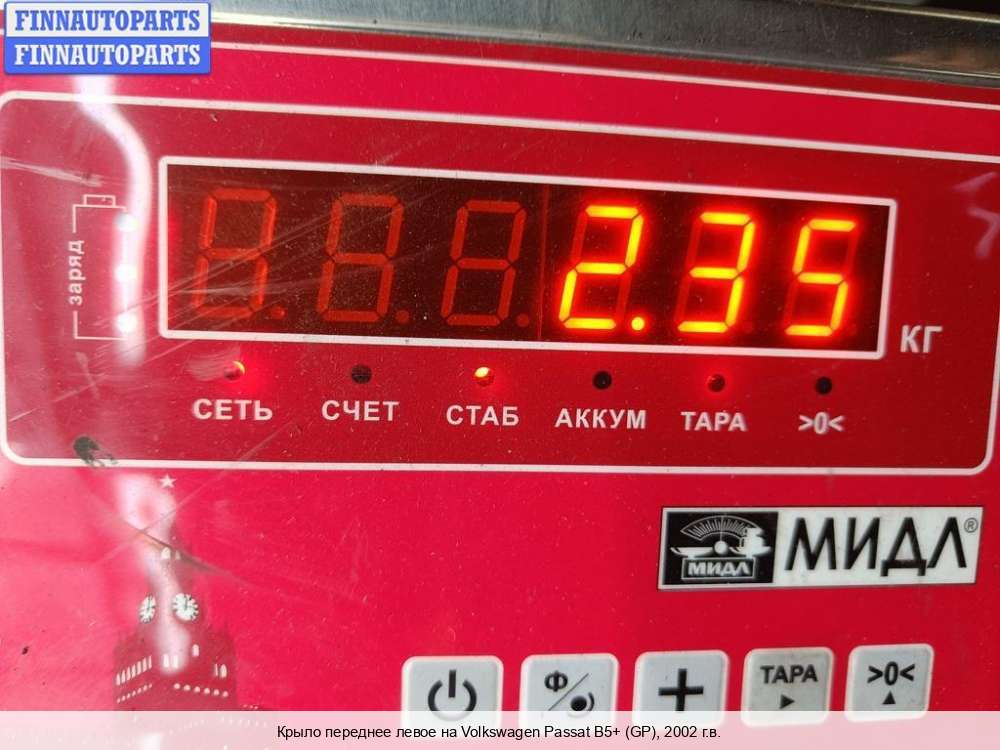 FINNAUTOPARTS
FINNAUTOPARTS
заряд
2.35
КГ
СЕТЬ СЧЕТ СТАБ АККУМ ТАРА >0<
МИДЛ МИДЛ®
Ф + ТАРА >0<
Крыло переднее левое на Volkswagen Passat B5+ (GP), 2002 г.в.